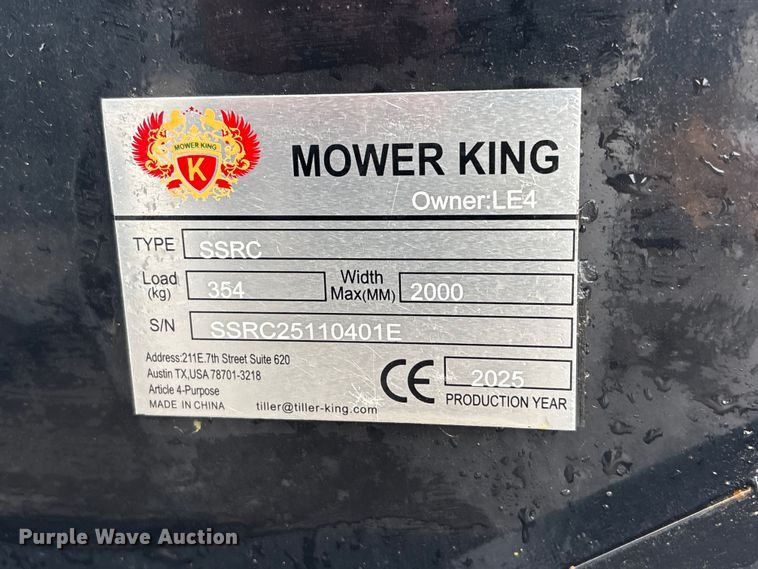 MOWER KING
K
MOWER KING
Owner:LE4
TYPE SSRC
Load (kg) 354 Width Max(MM) 2000
S/N SSRC25110401E
Address:211E.7th Street Suite 620
Austin TX,USA 78701-3218
Article 4-Purpose
MADE IN CHINA tiller@tiller-king.com
CE 2025
PRODUCTION YEAR
Purple Wave Auction